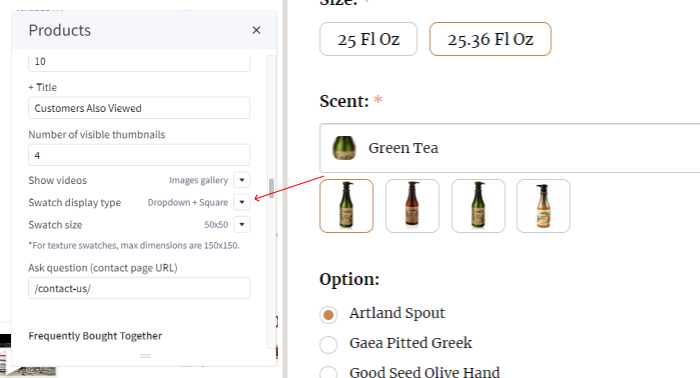 Products
10
+ Title
Customers Also Viewed
Number of visible thumbnails
4
Show videos Images gallery
Swatch display type Dropdown + Square
Swatch size 50x50
*For texture swatches, max dimensions are 150x150.
Ask question (contact page URL)
/contact-us/
Frequently Bought Together
Size: *
25 Fl Oz 25.36 Fl Oz
Scent: *
Green Tea
Option:
Artland Spout
Gaea Pitted Greek
Good Seed Olive Hand